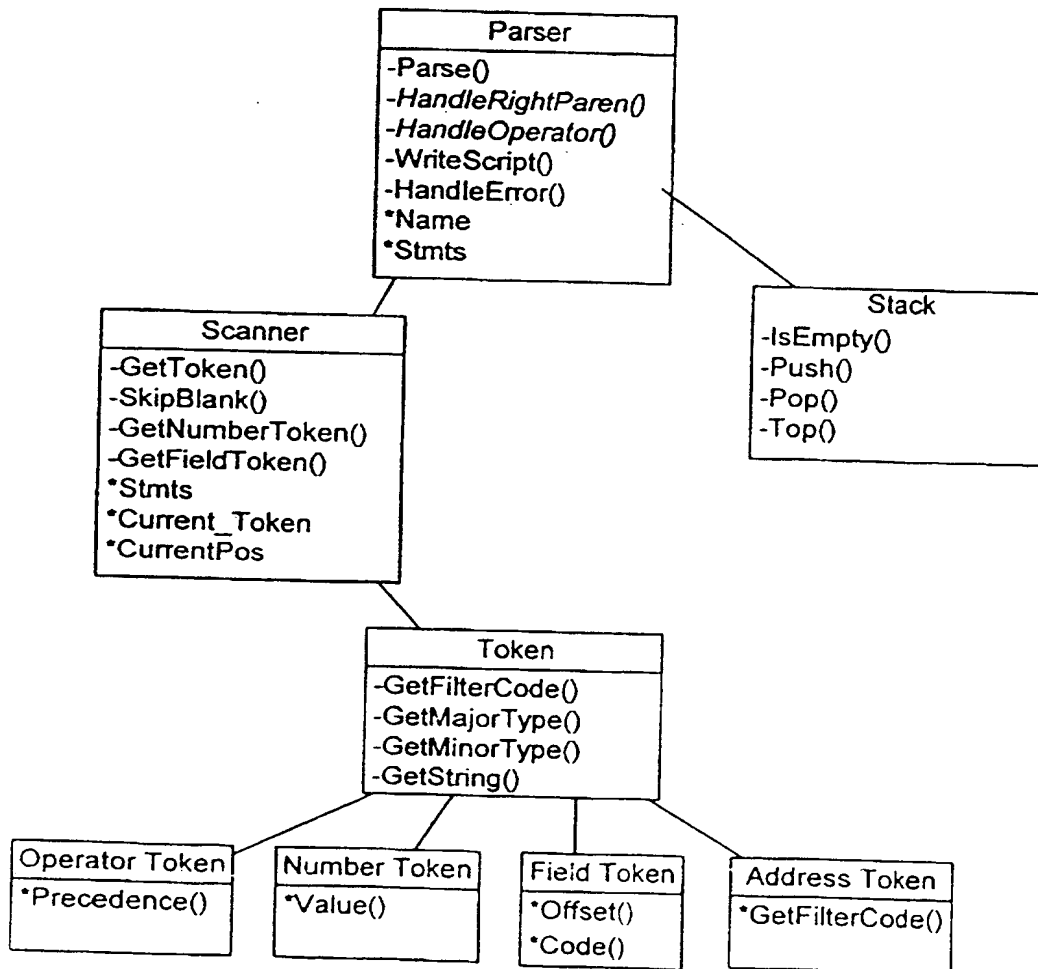 Parser
-Parse()
-HandleRightParen()
-HandleOperator()
-WriteScript()
-HandleError()
*Name
*Stmts
Scanner
-GetToken()
-SkipBlank()
-GetNumberToken()
-GetFieldToken()
*Stmts
*Current_Token
*CurrentPos
Stack
-IsEmpty()
-Push()
-Pop()
-Top()
Token
-GetFilterCode()
-GetMajorType()
-GetMinorType()
-GetString()
Operator Token
*Precedence()
Number Token
*Value()
Field Token
*Offset()
*Code()
Address Token
*GetFilterCode()